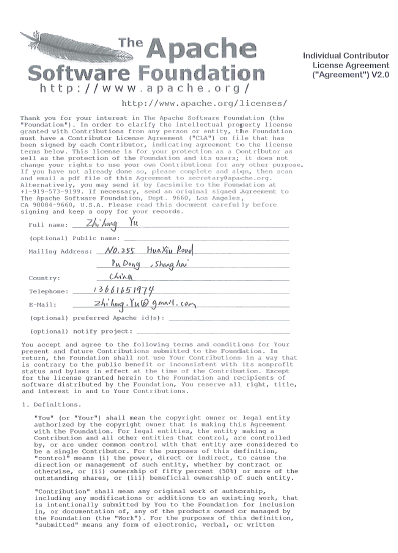 The Apache
Software Foundation
http://www.apache.org/
Individual Contributor
License Agreement
("Agreement") V2.0
http://www.apache.org/licenses/
Thank you for your interest in The Apache Software Foundation (the
"Foundation"). In order to clarify the intellectual property license
granted with Contributions from any person or entity, the Foundation
must have a Contributor License Agreement ("CLA") on file that has
been signed by each Contributor, indicating agreement to the license
terms below. This license is for your protection as a Contributor as
well as the protection of the Foundation and its users; it does not
change your rights to use your own Contributions for any other purpose.
If you have not already done so, please complete and sign, then scan
and email a pdf file of this Agreement to secretary@apache.org.
Alternatively, you may send it by facsimile to the Foundation at
+1-919-573-9199. If necessary, send an original signed Agreement to
The Apache Software Foundation, Dept. 9660, Los Angeles,
CA 90084-9660, U.S.A. Please read this document carefully before
signing and keep a copy for your records.
Full name: Zhihong Yu
(optional) Public name:
Mailing Address: NO.255 HuaXiu Road
PuDong, Shanghai
Country: China
Telephone: 13661651974
E-Mail: Zhihong.Yu@gmail.com
(optional) preferred Apache id(s):
(optional) notify project:
You accept and agree to the following terms and conditions for Your
present and future Contributions submitted to the Foundation. In
return, the Foundation shall not use Your Contributions in a way that
is contrary to the public benefit or inconsistent with its nonprofit
status and bylaws in effect at the time of the Contribution. Except
for the license granted herein to the Foundation and recipients of
software distributed by the Foundation, You reserve all right, title,
and interest in and to Your Contributions.
1. Definitions.
"You" (or "Your") shall mean the copyright owner or legal entity
authorized by the copyright owner that is making this Agreement
with the Foundation. For legal entities, the entity making a
Contribution and all other entities that control, are controlled
by, or are under common control with that entity are considered to
be a single Contributor. For the purposes of this definition,
"control" means (i) the power, direct or indirect, to cause the
direction or management of such entity, whether by contract or
otherwise, or (ii) ownership of fifty percent (50%) or more of the
outstanding shares, or (iii) beneficial ownership of such entity.
"Contribution" shall mean any original work of authorship,
including any modifications or additions to an existing work, that
is intentionally submitted by You to the Foundation for inclusion
in, or documentation of, any of the products owned or managed by
the Foundation (the "Work"). For the purposes of this definition,
"submitted" means any form of electronic, verbal, or written